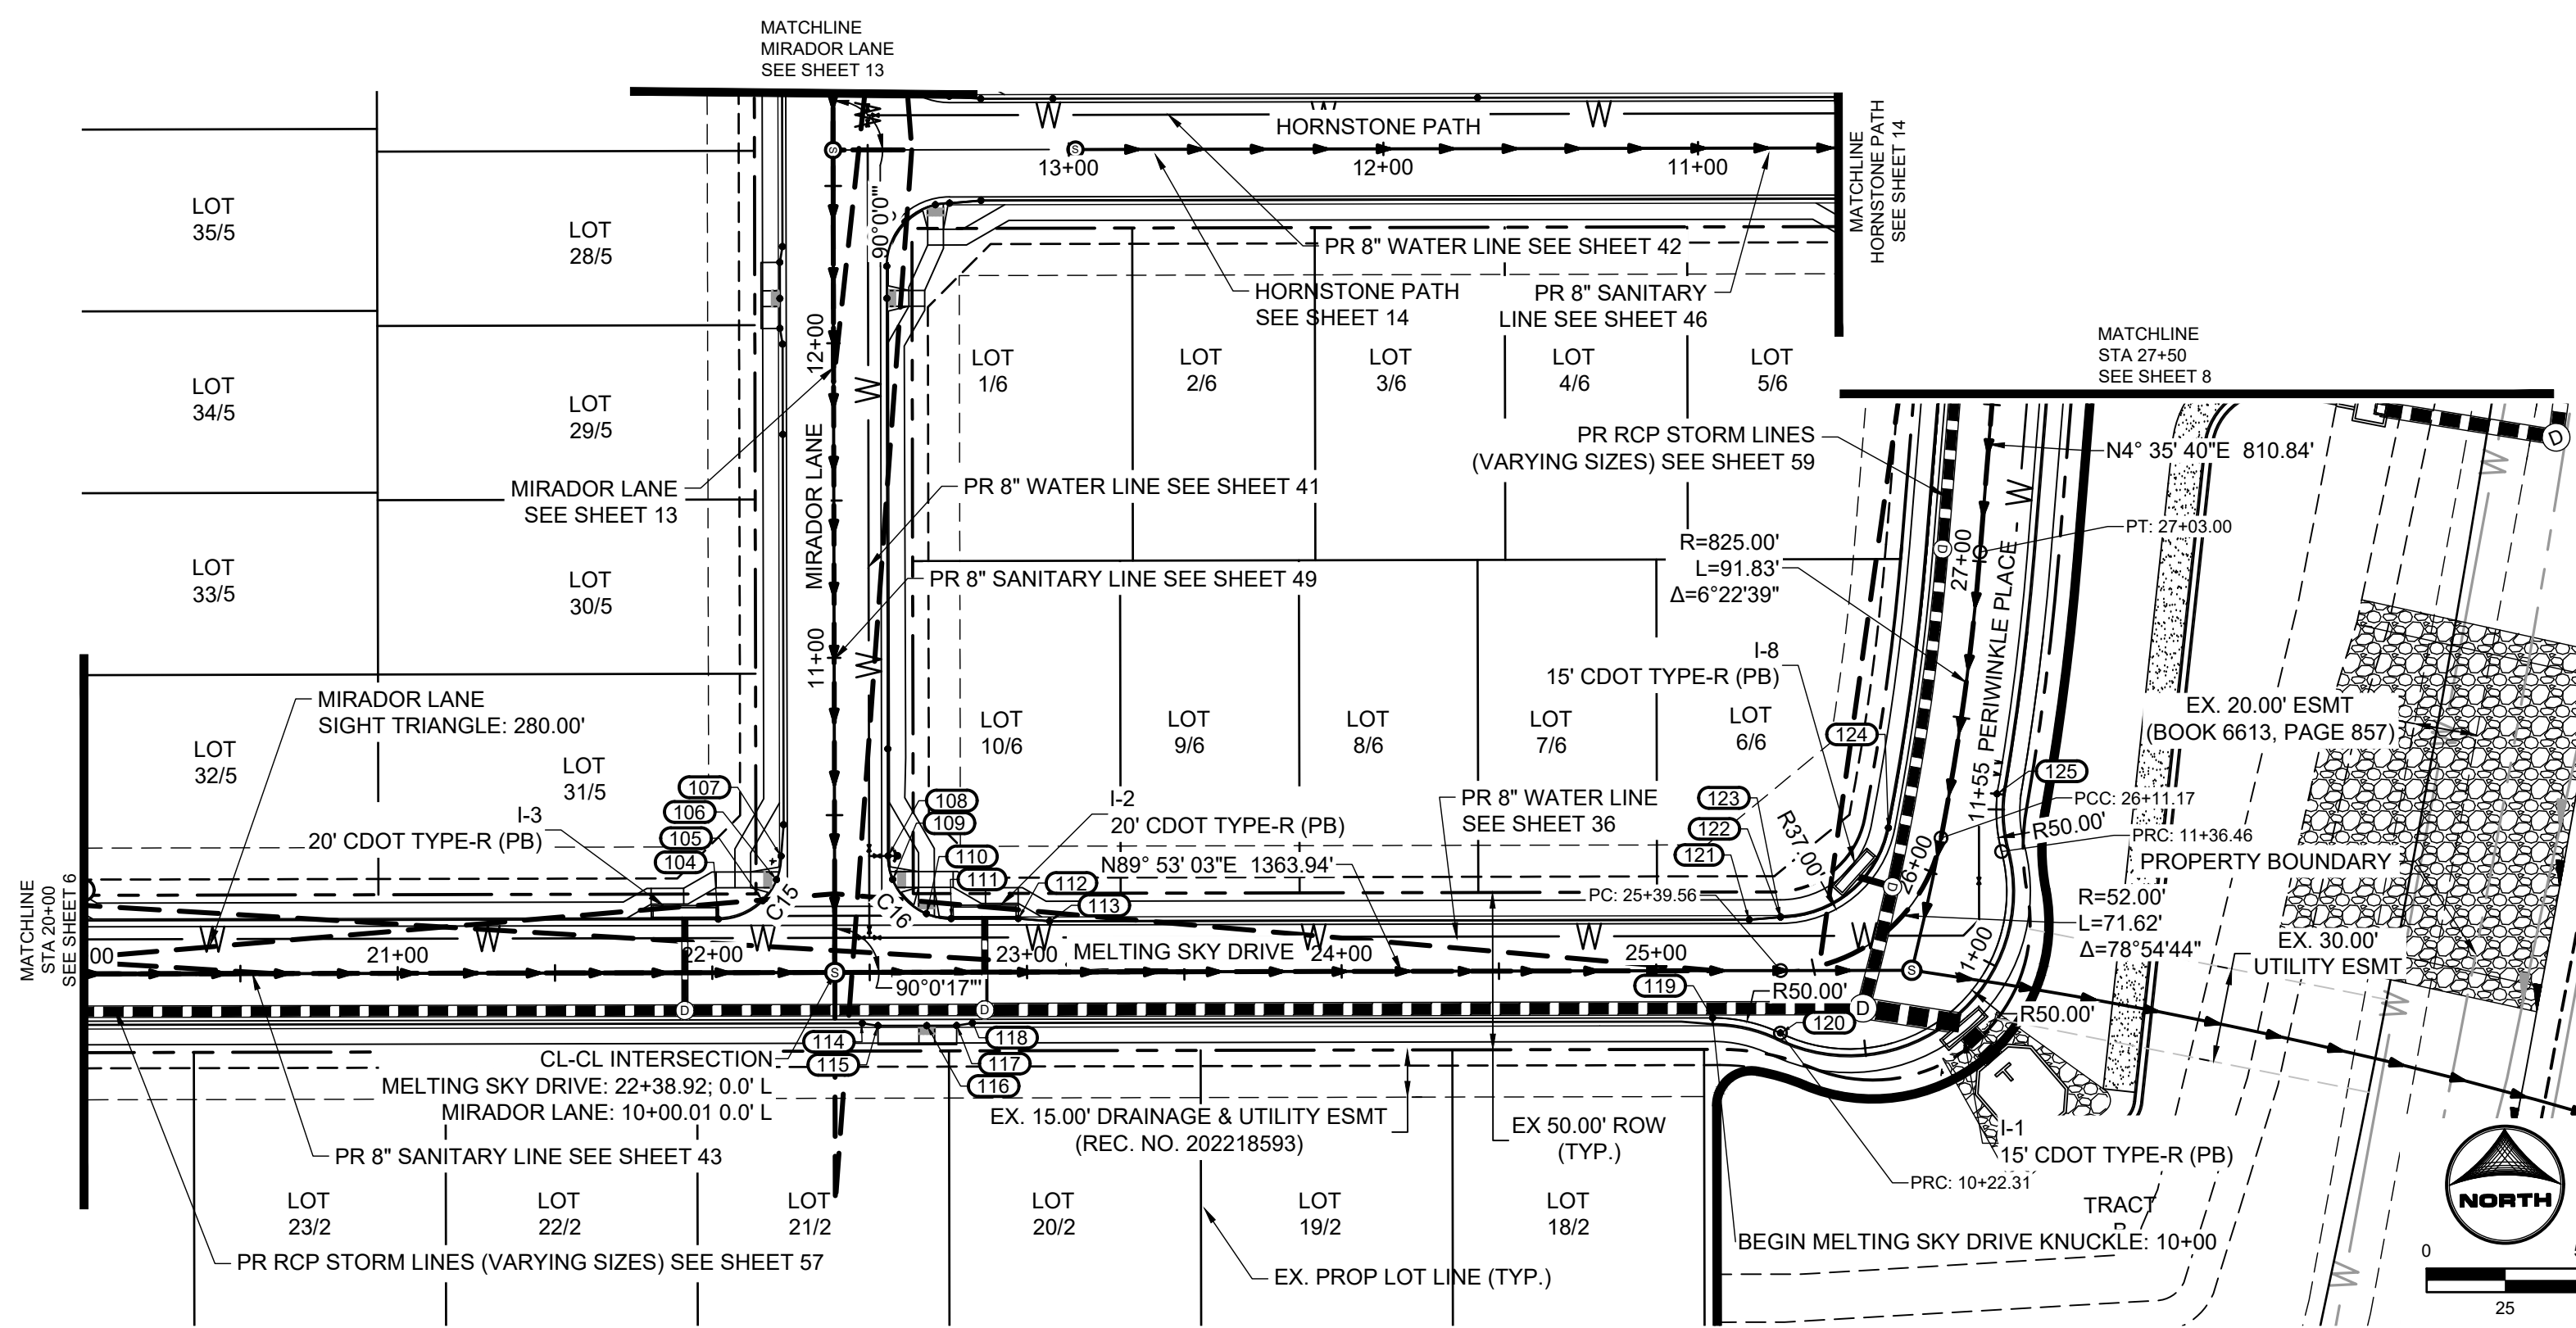 MATCHLINE
MIRADOR LANE
SEE SHEET 13
HORNSTONE PATH
13+00
12+00
11+00
MATCHLINE
HORNSTONE PATH
SEE SHEET 14
90°0'0"
PR 8" WATER LINE SEE SHEET 42
HORNSTONE PATH
SEE SHEET 14
PR 8" SANITARY
LINE SEE SHEET 46
LOT
35/5
LOT
28/5
LOT
34/5
LOT
29/5
LOT
33/5
LOT
30/5
LOT
32/5
LOT
31/5
12+00
MIRADOR LANE
11+00
MIRADOR LANE
SEE SHEET 13
PR 8" WATER LINE SEE SHEET 41
PR 8" SANITARY LINE SEE SHEET 49
LOT
1/6
LOT
2/6
LOT
3/6
LOT
4/6
LOT
5/6
MATCHLINE
STA 27+50
SEE SHEET 8
PR RCP STORM LINES
(VARYING SIZES) SEE SHEET 59
N4° 35' 40"E 810.84'
PT: 27+03.00
R=825.00'
L=91.83'
Δ=6°22'39"
27+00
PERIWINKLE PLACE
11+55
I-8
15' CDOT TYPE-R (PB)
LOT
10/6
LOT
9/6
LOT
8/6
LOT
7/6
LOT
6/6
EX. 20.00' ESMT
(BOOK 6613, PAGE 857)
124
125
PCC: 26+11.17
R50.00'
PRC: 11+36.46
PROPERTY BOUNDARY
R=52.00'
L=71.62'
Δ=78°54'44"
EX. 30.00'
UTILITY ESMT
MIRADOR LANE
SIGHT TRIANGLE: 280.00'
I-3
20' CDOT TYPE-R (PB)
107
106
105
104
108
109
110
111
112
113
I-2
20' CDOT TYPE-R (PB)
N89° 53' 03"E 1363.94'
PR 8" WATER LINE
SEE SHEET 36
123
122
121
R37.00'
26+00
PC: 25+39.56
C15
C16
MATCHLINE
STA 20+00
SEE SHEET 6
00
21+00
22+00
23+00
MELTING SKY DRIVE
24+00
25+00
1+00
90°0'17"
119
R50.00'
120
R50.00'
114
115
118
117
116
CL-CL INTERSECTION
MELTING SKY DRIVE: 22+38.92; 0.0' L
MIRADOR LANE: 10+00.01 0.0' L
PR 8" SANITARY LINE SEE SHEET 43
EX. 15.00' DRAINAGE & UTILITY ESMT
(REC. NO. 202218593)
EX 50.00' ROW
(TYP.)
I-1
15' CDOT TYPE-R (PB)
PRC: 10+22.31
TRACT
LOT
23/2
LOT
22/2
LOT
21/2
LOT
20/2
LOT
19/2
LOT
18/2
BEGIN MELTING SKY DRIVE KNUCKLE: 10+00
PR RCP STORM LINES (VARYING SIZES) SEE SHEET 57
EX. PROP LOT LINE (TYP.)
NORTH
0
25